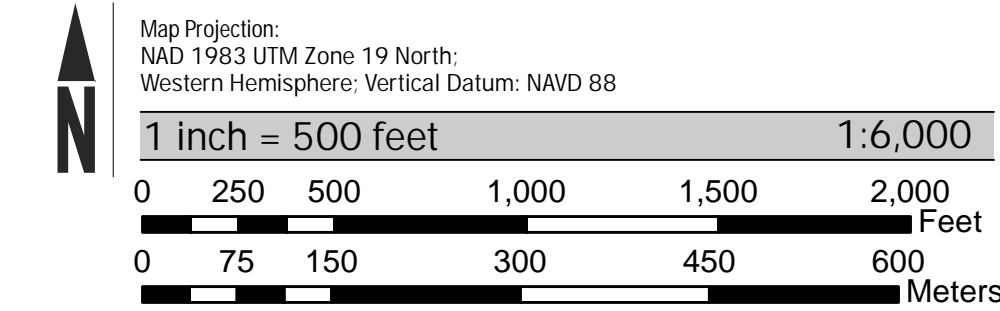 N
Map Projection:
NAD 1983 UTM Zone 19 North;
Western Hemisphere; Vertical Datum: NAVD 88
1 inch = 500 feet 1:6,000
0 250 500 1,000 1,500 2,000
Feet
0 75 150 300 450 600
Meters